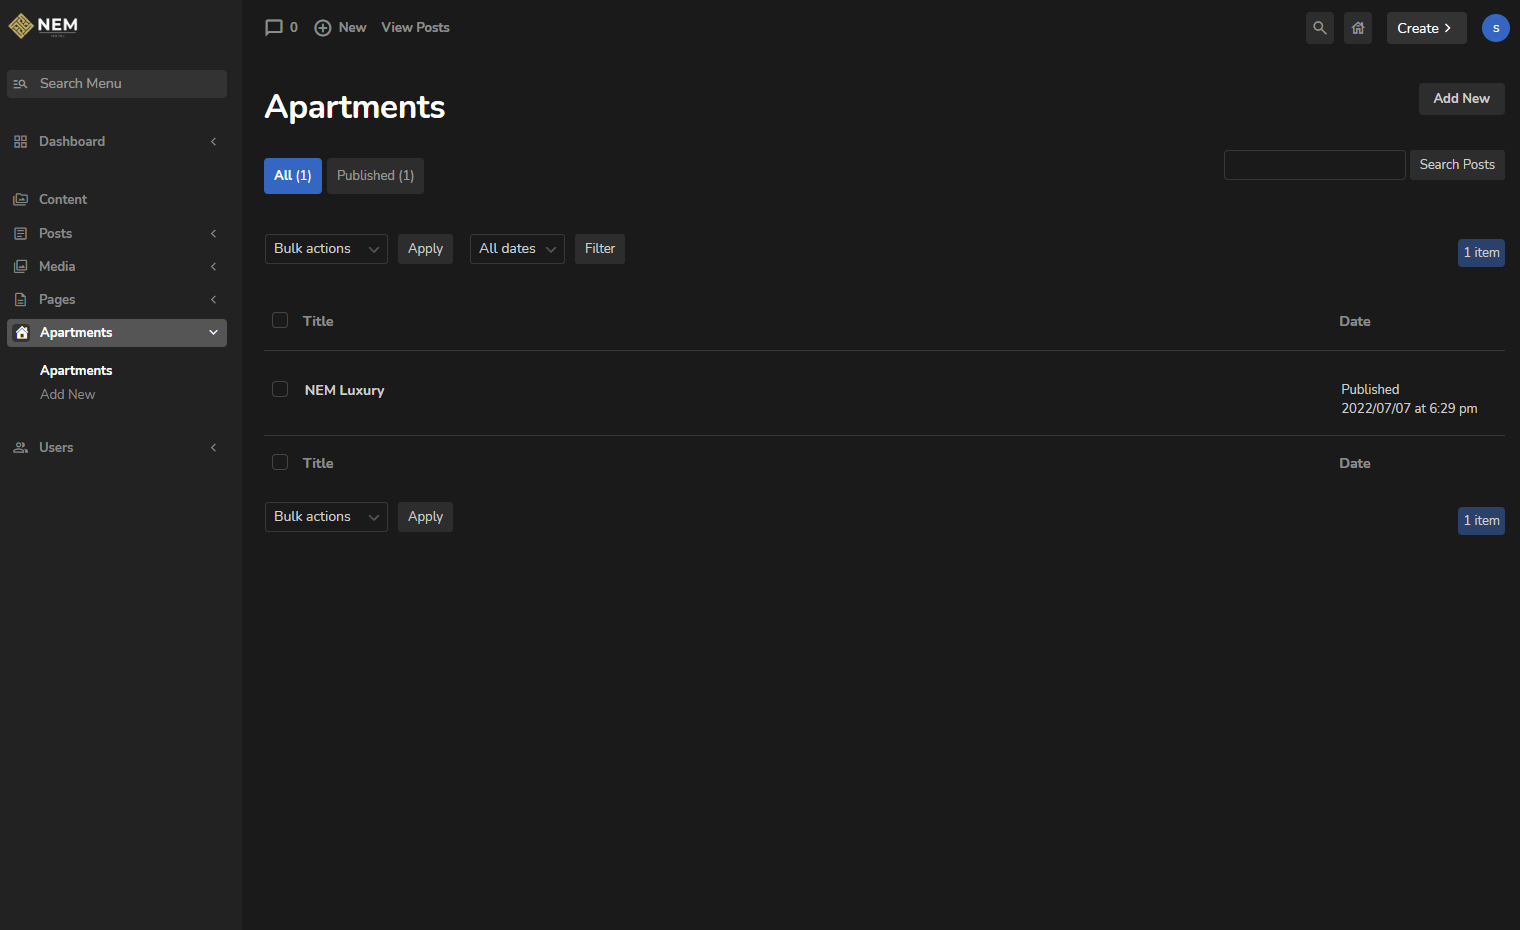 NEM
0 New View Posts
Create
S
Search Menu
Dashboard
Content
Posts
Media
Pages
Apartments
Apartments
Add New
Users
Apartments
Add New
All (1) Published (1)
Search Posts
Bulk actions Apply All dates Filter
1 item
Title Date
NEM Luxury
Published
2022/07/07 at 6:29 pm
Title Date
Bulk actions Apply
1 item